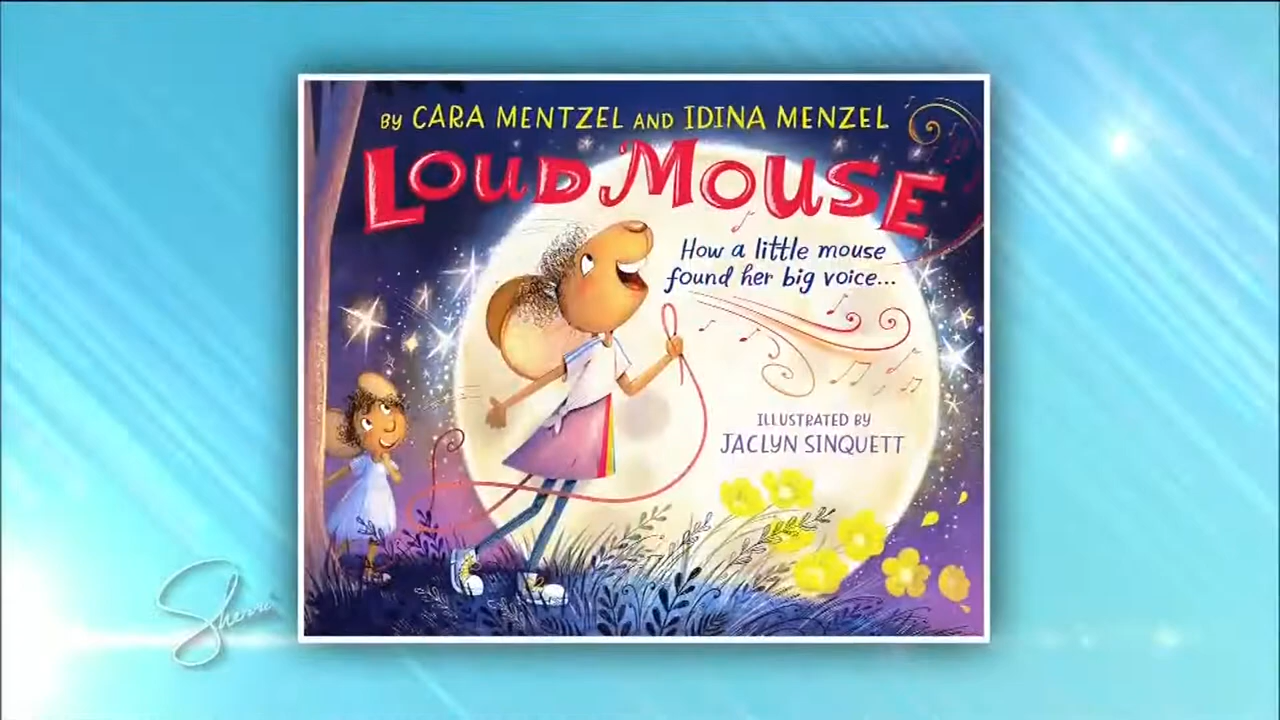 BY CARA MENTZEL AND IDINA MENZEL
LOUD MOUSE
How a little mouse
found her big voice...
ILLUSTRATED BY
JACLYN SINQUETT
Sherri